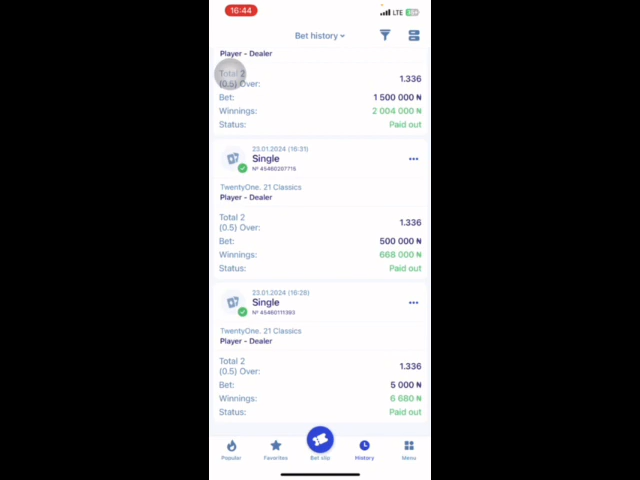 16:44
LTE
Bet history
Player - Dealer
Total 2
(0.5) Over:
1.336
Bet:
1 500 000 ₦
Winnings:
2 004 000 ₦
Status:
Paid out
23.01.2024 (16:31)
Single
Nº 45460207716
TwentyOne. 21 Classics
Player - Dealer
Total 2
(0.5) Over:
1.336
Bet:
500 000 ₦
Winnings:
668 000 ₦
Status:
Paid out
23.01.2024 (16:28)
Single
Nº 45460111393
TwentyOne. 21 Classics
Player - Dealer
Total 2
(0.5) Over:
1.336
Bet:
5 000 ₦
Winnings:
6 680 ₦
Status:
Paid out
Popular
Favorites
Bet slip
History
Menu